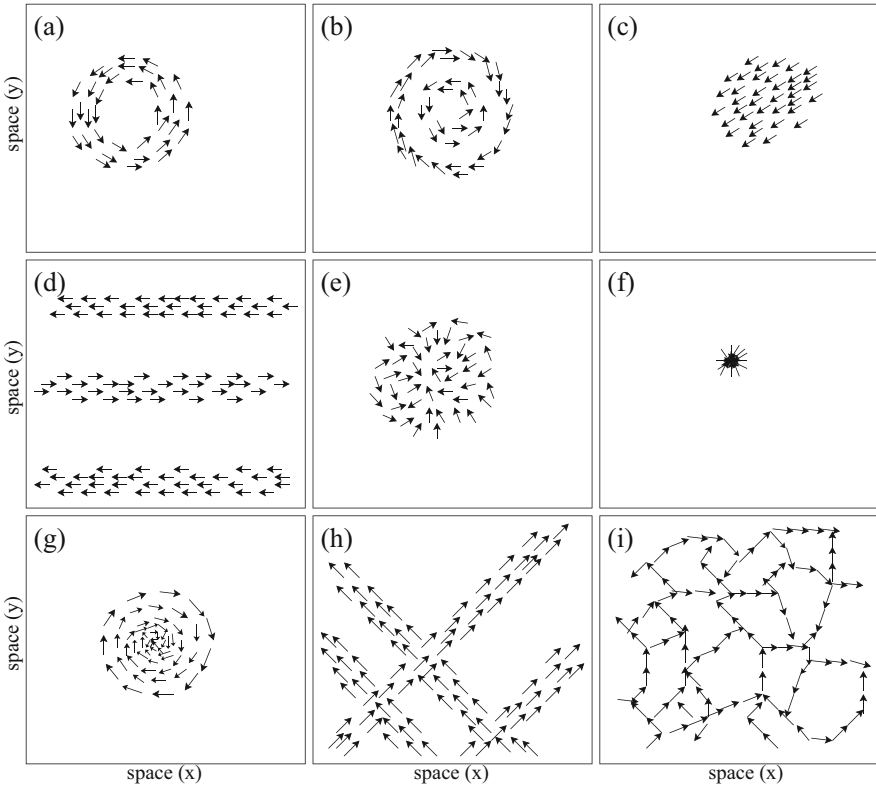 (a) (b) (c)
space (y)
(d) (e) (f)
space (y)
(g) (h) (i)
space (y)
space (x) space (x) space (x)